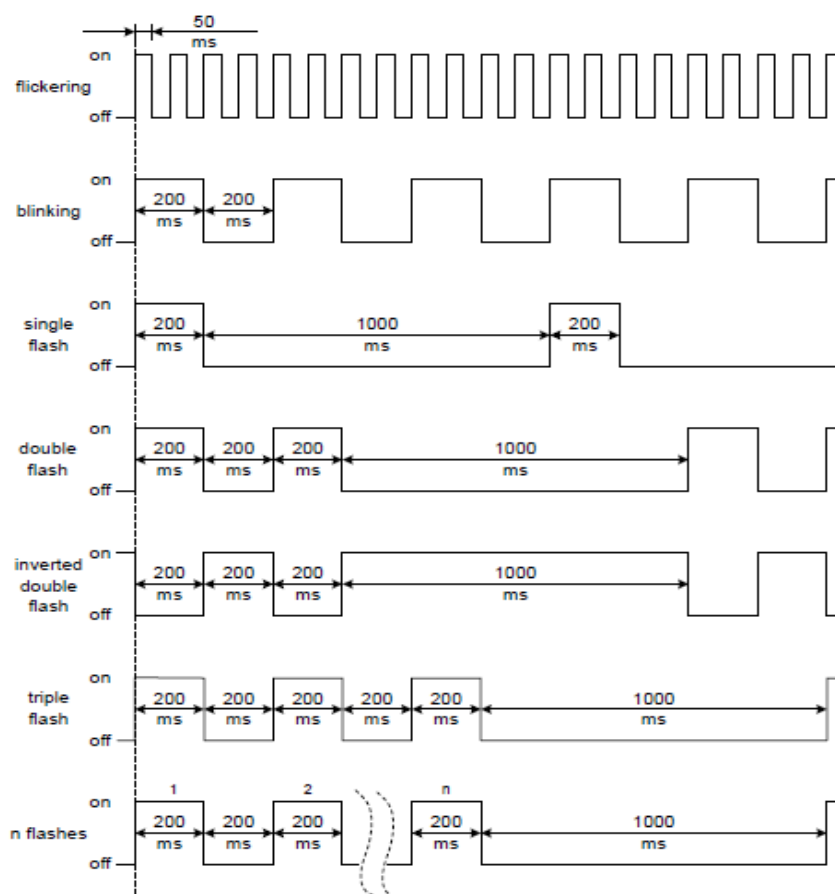 50
ms
on
flickering
off
on
200 200
blinking
ms ms
off
on
single
flash
200 1000 200
ms ms ms
off
on
double
flash
200 200 200 1000
ms ms ms ms
off
on
inverted
double
flash
200 200 200 1000
ms ms ms ms
off
on
triple
flash
200 200 200 200 200 1000
ms ms ms ms ms ms
off
1 2 n
on
n flashes
200 200 200 200 1000
ms ms ms ms ms
off